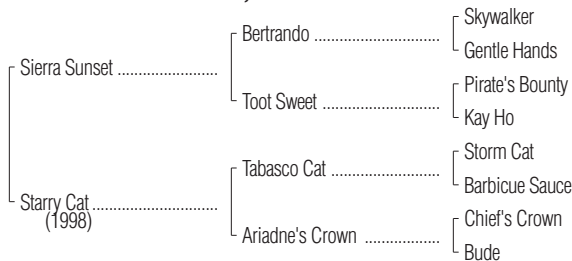 Skywalker
Bertrando ........................
Gentle Hands
Sierra Sunset ........................
Pirate's Bounty
Toot Sweet ........................
Kay Ho
Storm Cat
Tabasco Cat ........................
Barbicue Sauce
Starry Cat ........................
(1998)
Chief's Crown
Ariadne's Crown ........................
Bude